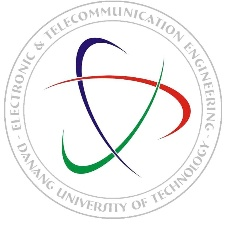 ELECTRONIC & TELECOMMUNICATION ENGINEERING
- DANANG UNIVERSITY OF TECHNOLOGY -